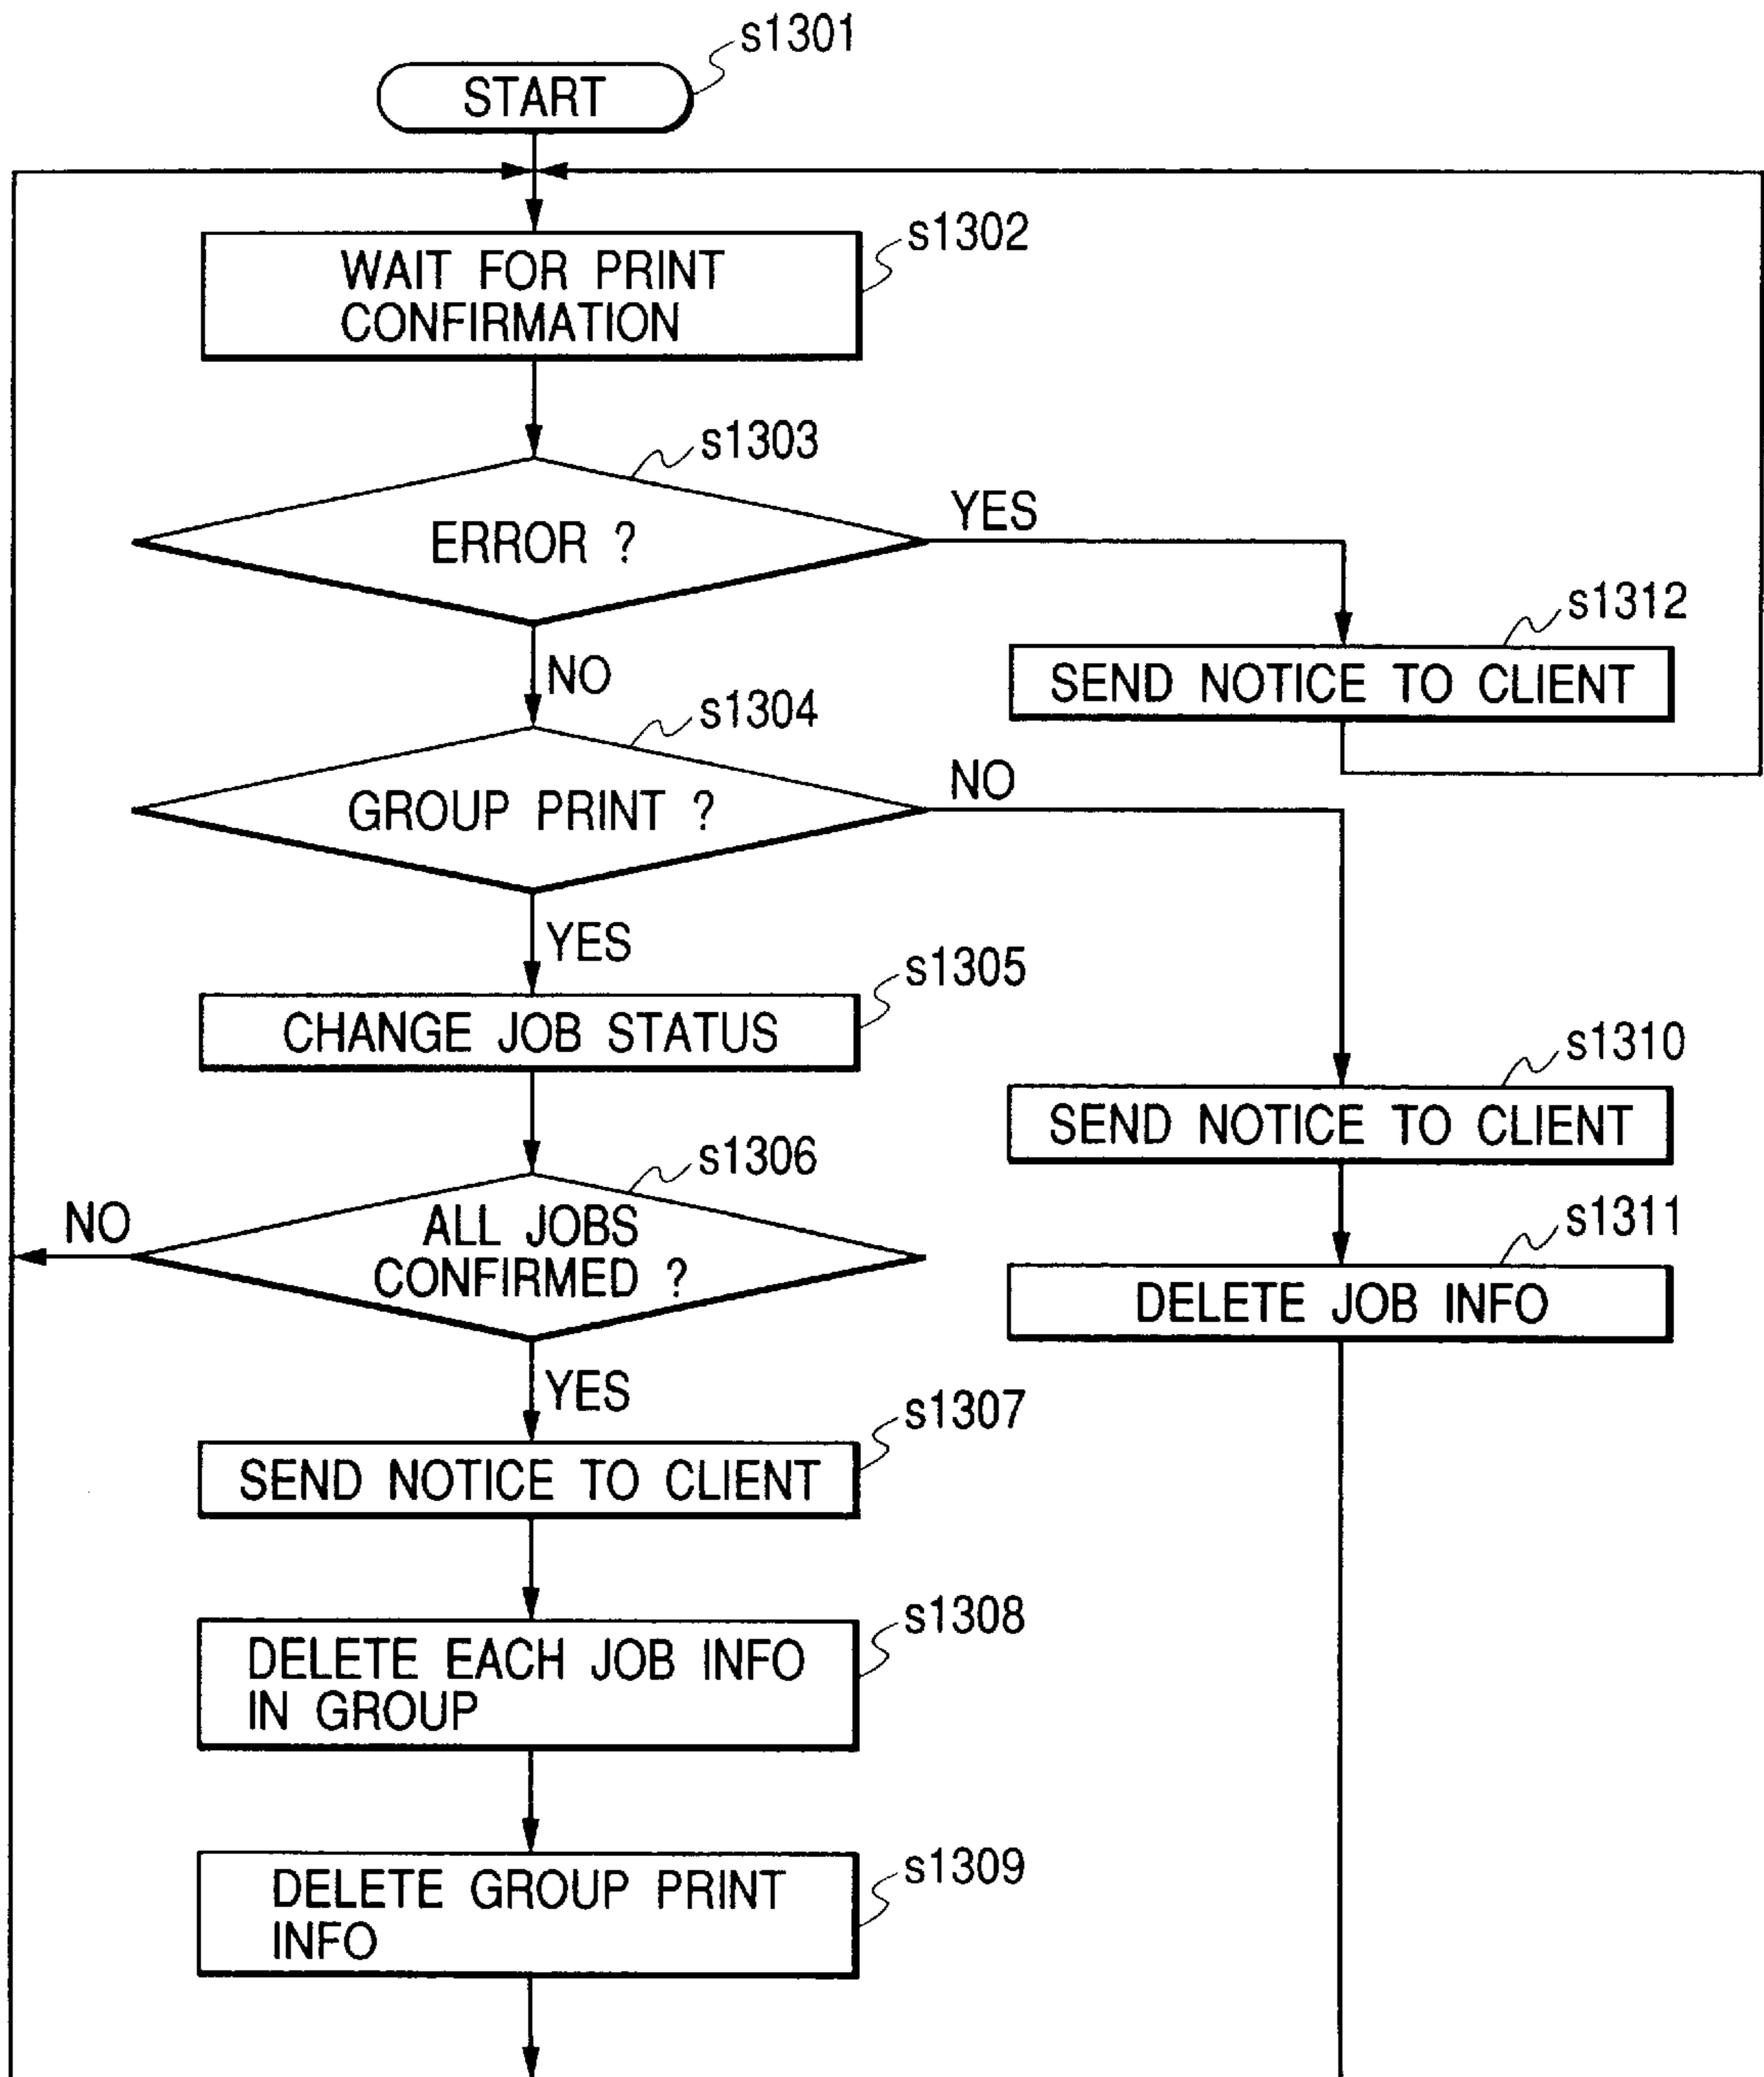 s1301
START
s1302
WAIT FOR PRINT
CONFIRMATION
s1303
ERROR ?
YES
NO
s1312
SEND NOTICE TO CLIENT
s1304
GROUP PRINT ?
NO
YES
s1305
CHANGE JOB STATUS
s1310
SEND NOTICE TO CLIENT
s1306
ALL JOBS
CONFIRMED ?
NO
YES
s1311
DELETE JOB INFO
s1307
SEND NOTICE TO CLIENT
s1308
DELETE EACH JOB INFO
IN GROUP
s1309
DELETE GROUP PRINT
INFO